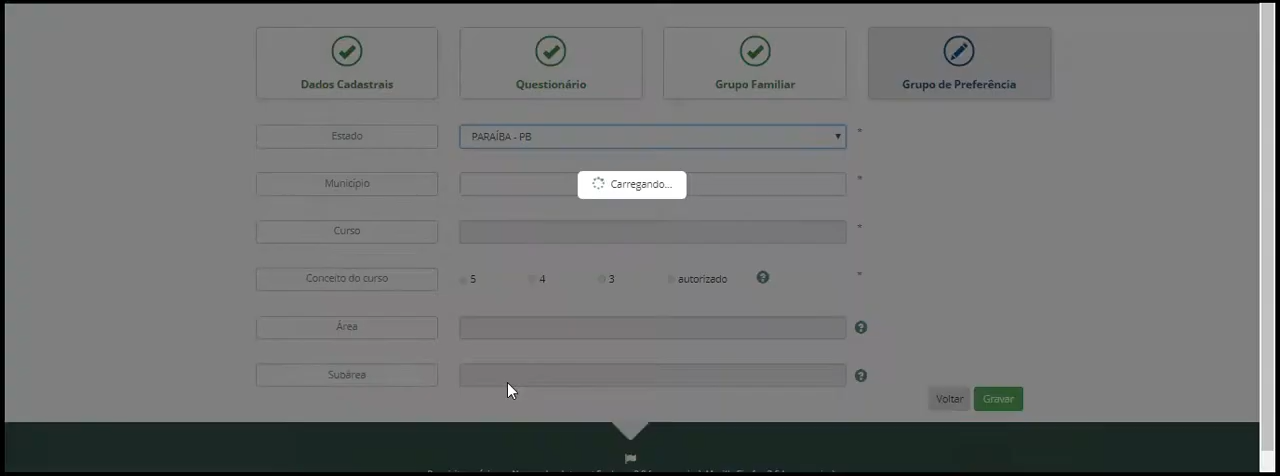 Dados Cadastrais
Questionário
Grupo Familiar
Grupo de Preferência
Estado
PARAÍBA - PB
*
Município
Carregando...
*
Curso
*
Conceito do curso
5
4
3
autorizado
?
*
Área
?
Subárea
?
Voltar
Gravar